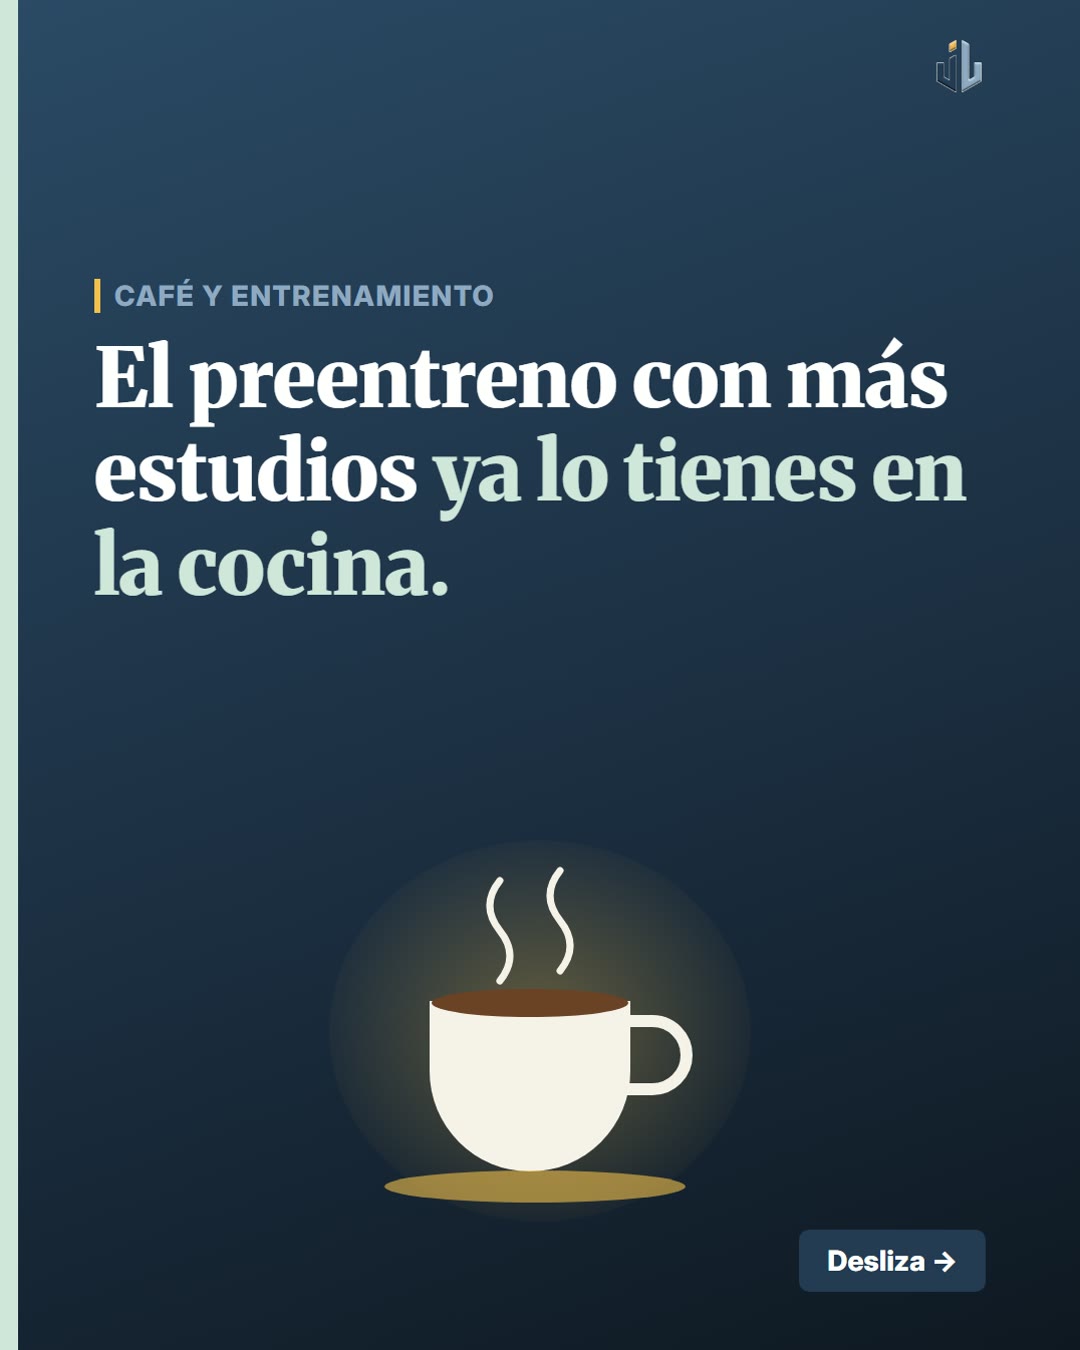 CAFÉ Y ENTRENAMIENTO
El preentreno con más
estudios ya lo tienes en
la cocina.
Desliza →